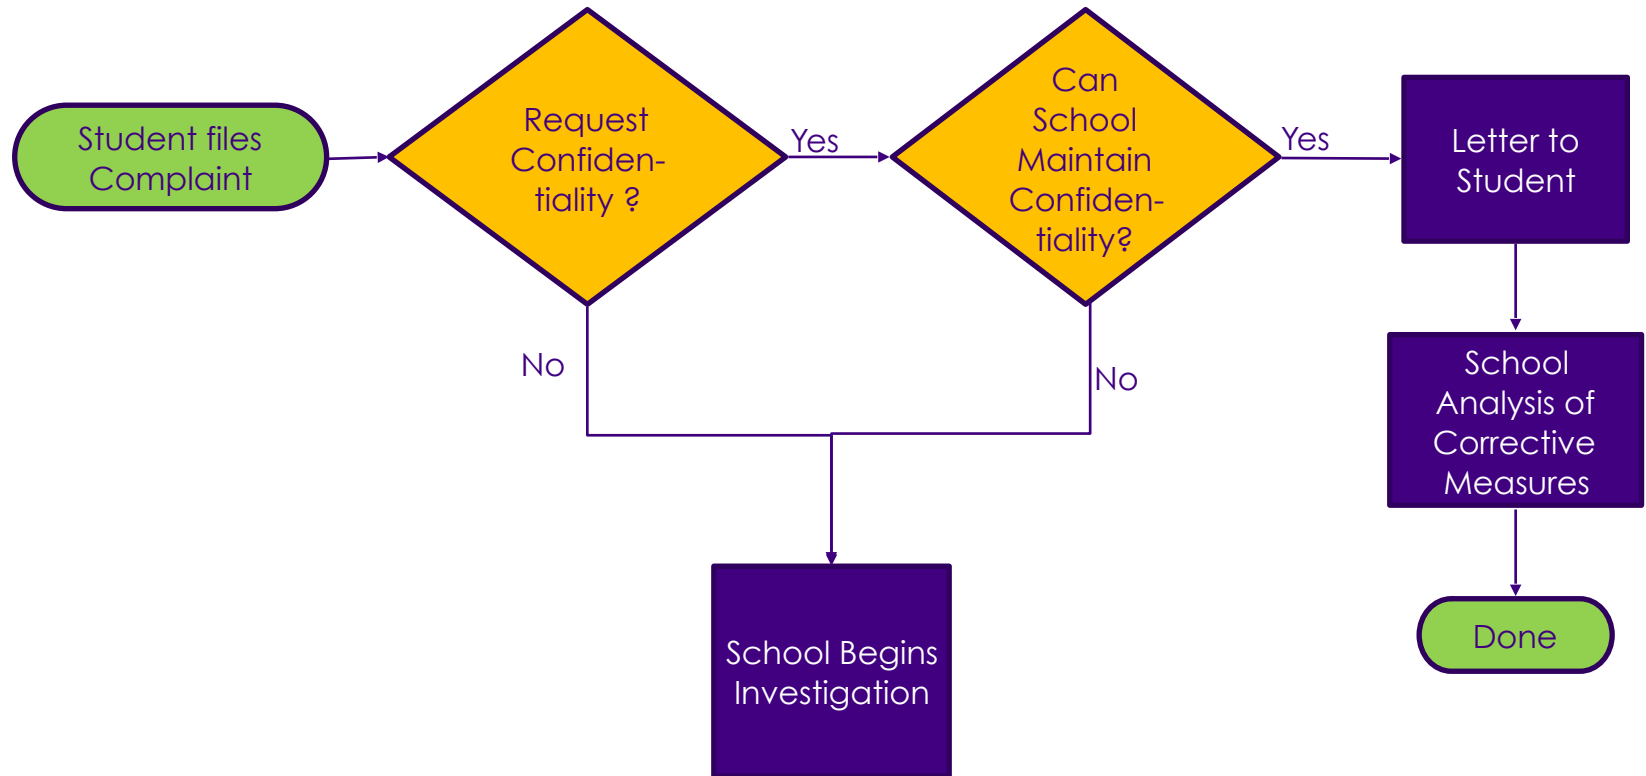 Student files
Complaint
Request
Confiden-
tiality ?
Yes
Can
School
Maintain
Confiden-
tiality?
Yes
Letter to
Student
No
No
School
Analysis of
Corrective
Measures
School Begins
Investigation
Done